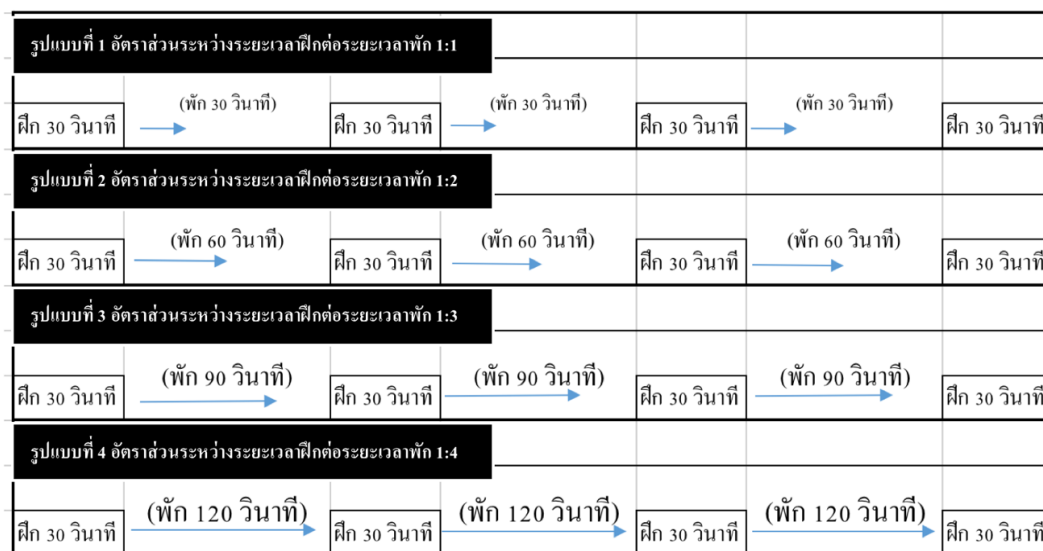 รูปแบบที่ 1 อัตราส่วนระหว่างระยะเวลาฝึกต่อระยะเวลาพัก 1:1
(พัก 30 วินาที) (พัก 30 วินาที) (พัก 30 วินาที)
ฝึก 30 วินาที ฝึก 30 วินาที ฝึก 30 วินาที ฝึก 30 วินาที
รูปแบบที่ 2 อัตราส่วนระหว่างระยะเวลาฝึกต่อระยะเวลาพัก 1:2
(พัก 60 วินาที) (พัก 60 วินาที) (พัก 60 วินาที)
ฝึก 30 วินาที ฝึก 30 วินาที ฝึก 30 วินาที ฝึก 30 วินาที
รูปแบบที่ 3 อัตราส่วนระหว่างระยะเวลาฝึกต่อระยะเวลาพัก 1:3
(พัก 90 วินาที) (พัก 90 วินาที) (พัก 90 วินาที)
ฝึก 30 วินาที ฝึก 30 วินาที ฝึก 30 วินาที ฝึก 30 วินาที
รูปแบบที่ 4 อัตราส่วนระหว่างระยะเวลาฝึกต่อระยะเวลาพัก 1:4
(พัก 120 วินาที) (พัก 120 วินาที) (พัก 120 วินาที)
ฝึก 30 วินาที ฝึก 30 วินาที ฝึก 30 วินาที ฝึก 30 วินาที